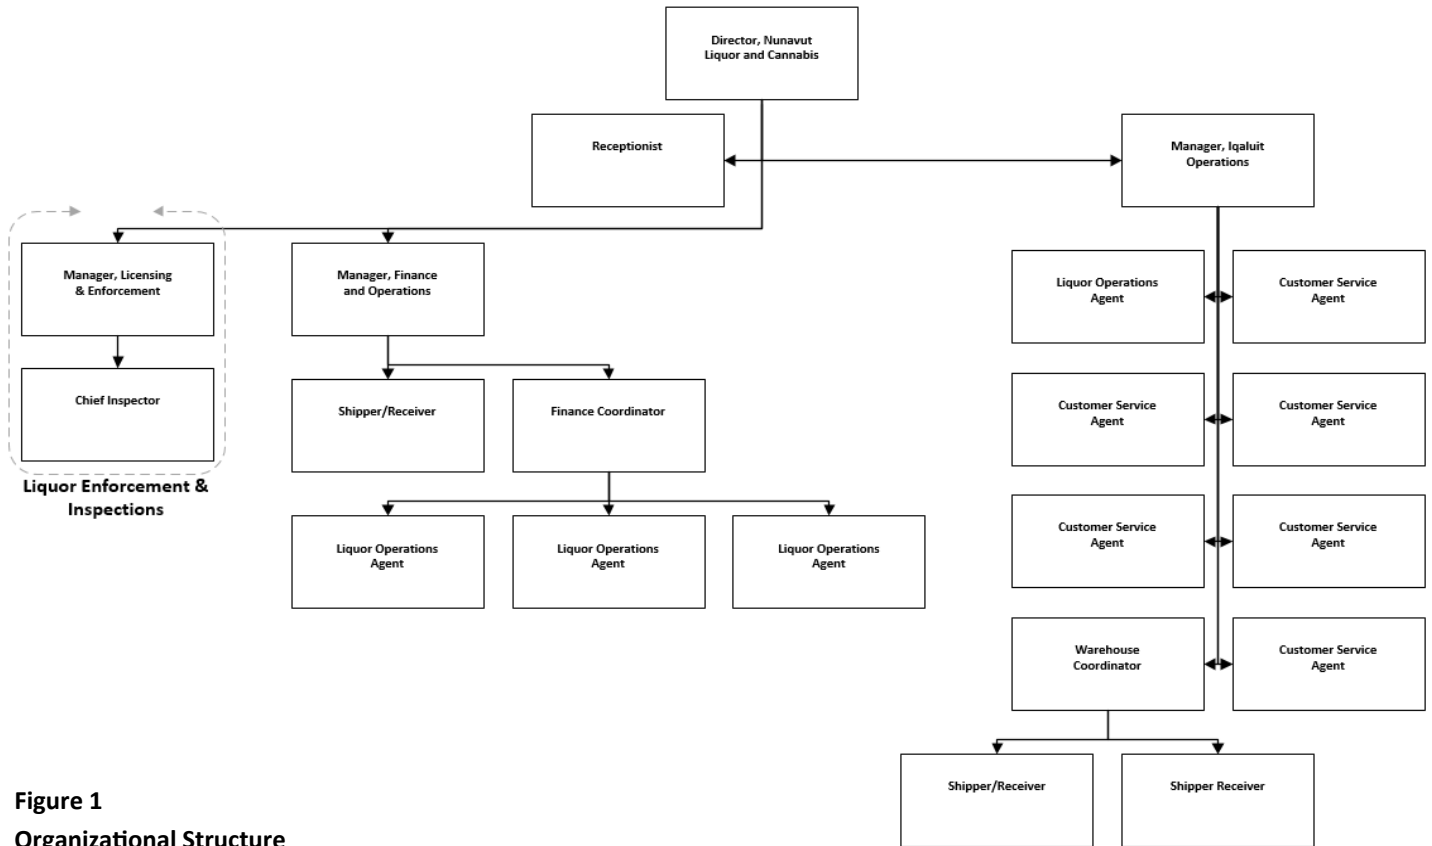 Director, Nunavut
Liquor and Cannabis
Receptionist
Manager, Iqaluit
Operations
Manager, Licensing
& Enforcement
Manager, Finance
and Operations
Liquor Operations
Agent
Customer Service
Agent
Chief Inspector
Shipper/Receiver
Finance Coordinator
Customer Service
Agent
Customer Service
Agent
Liquor Enforcement &
Inspections
Liquor Operations
Agent
Liquor Operations
Agent
Liquor Operations
Agent
Customer Service
Agent
Customer Service
Agent
Warehouse
Coordinator
Customer Service
Agent
Shipper/Receiver
Shipper Receiver
Figure 1
Organizational Structure